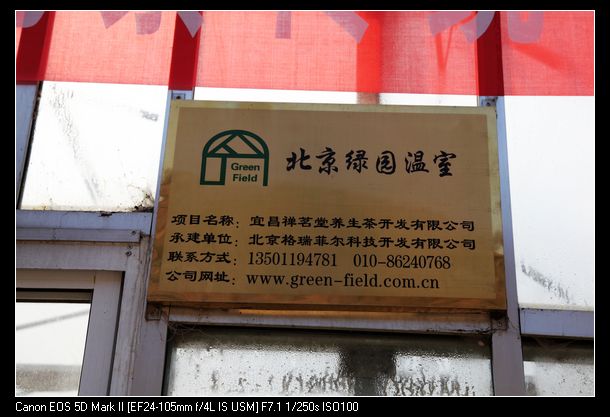 Green
Field
北京绿园温室
项目名称：宜昌祥茗堂养生茶开发有限公司
承建单位：北京格瑞菲尔科技开发有限公司
联系方式：13501194781 010-86240768
公司网址：www.green-field.com.cn
Canon EOS 5D Mark II [EF24-105mm f/4L IS USM] F7.1 1/250s ISO100